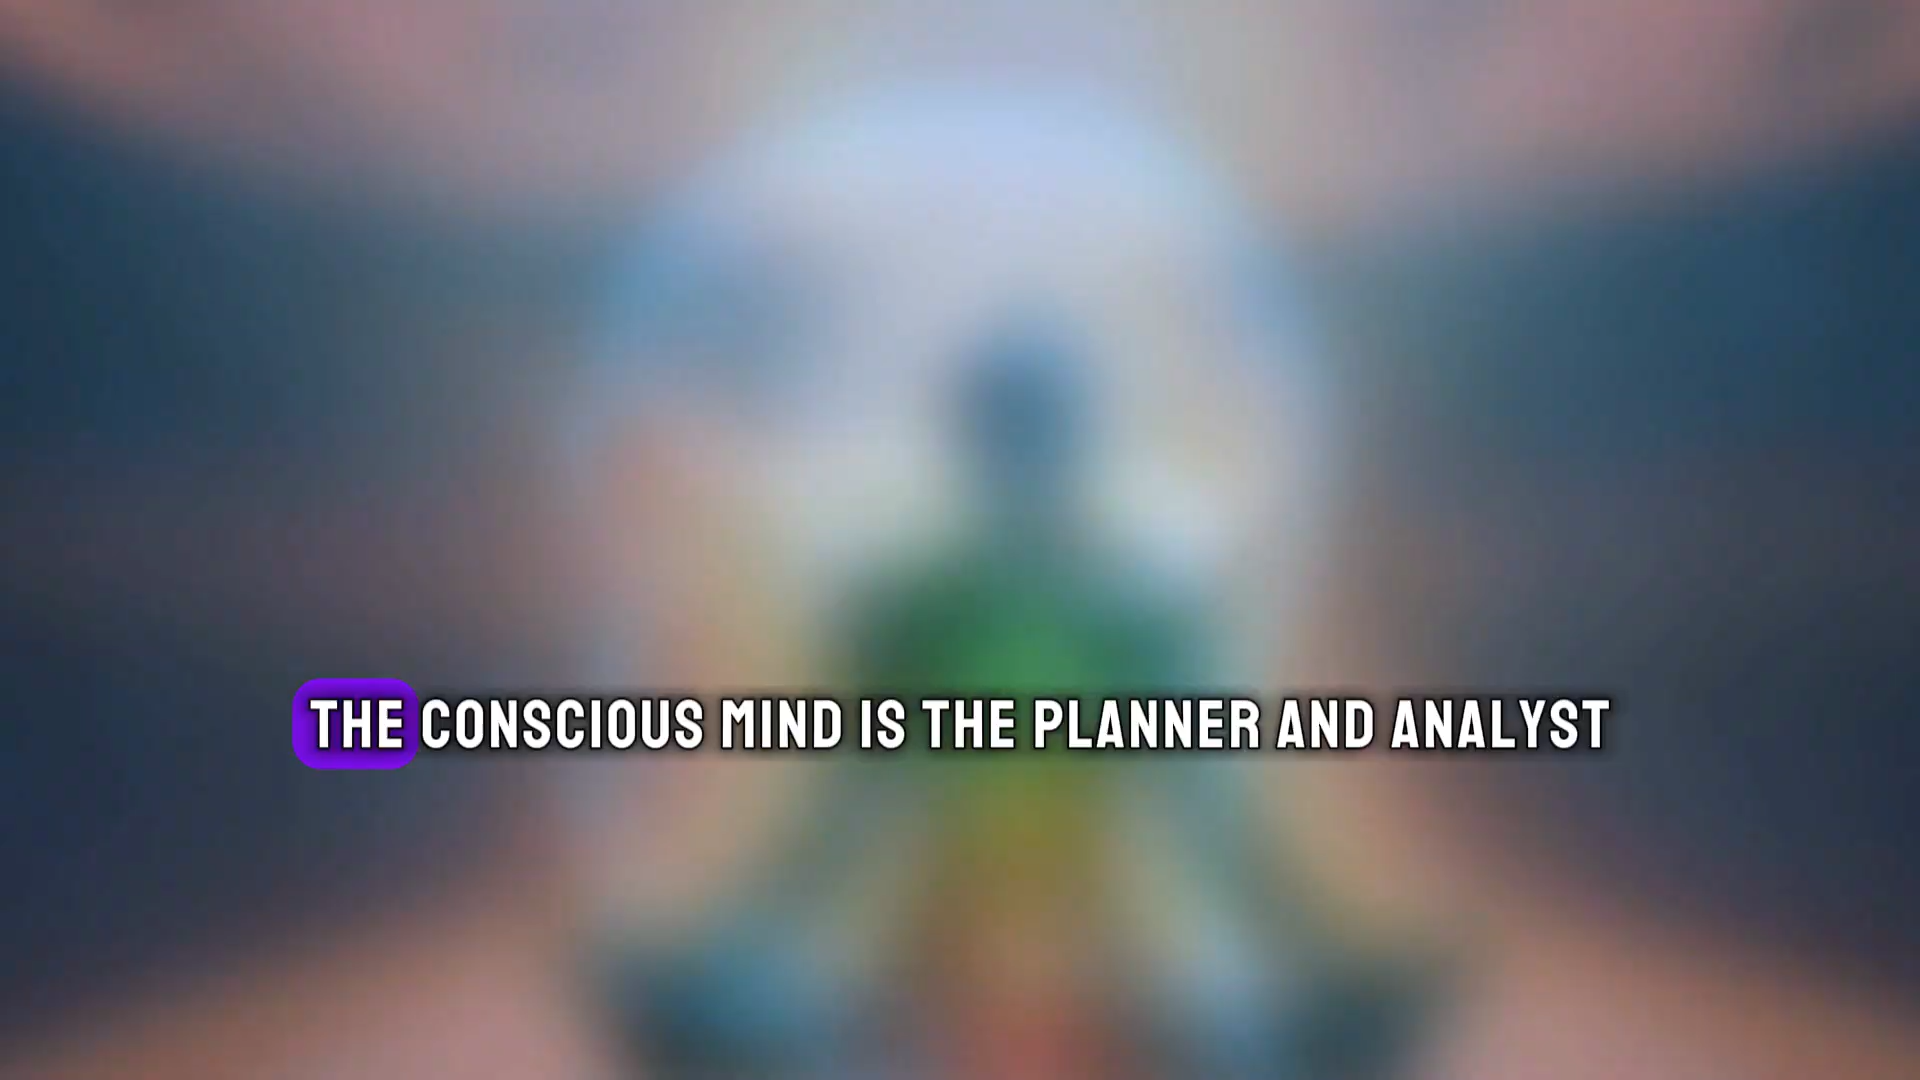 THE CONSCIOUS MIND IS THE PLANNER AND ANALYST